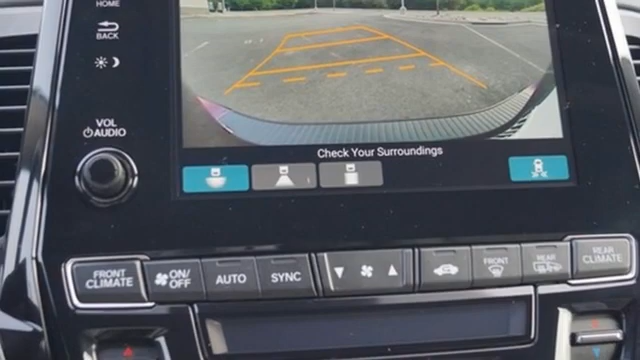 HOME
BACK
VOL
AUDIO
Check Your Surroundings
FRONT
CLIMATE
ON/
OFF
AUTO
SYNC
FRONT
REAR
REAR
CLIMATE